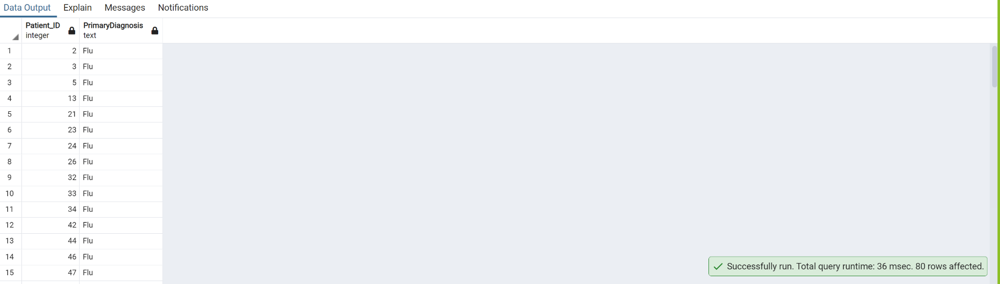 Data Output Explain Messages Notifications
Patient_ID PrimaryDiagnosis
integer text
1 2 Flu
2 3 Flu
3 5 Flu
4 13 Flu
5 21 Flu
6 23 Flu
7 24 Flu
8 26 Flu
9 32 Flu
10 33 Flu
11 34 Flu
12 42 Flu
13 44 Flu
14 46 Flu
15 47 Flu
Successfully run. Total query runtime: 36 msec. 80 rows affected.